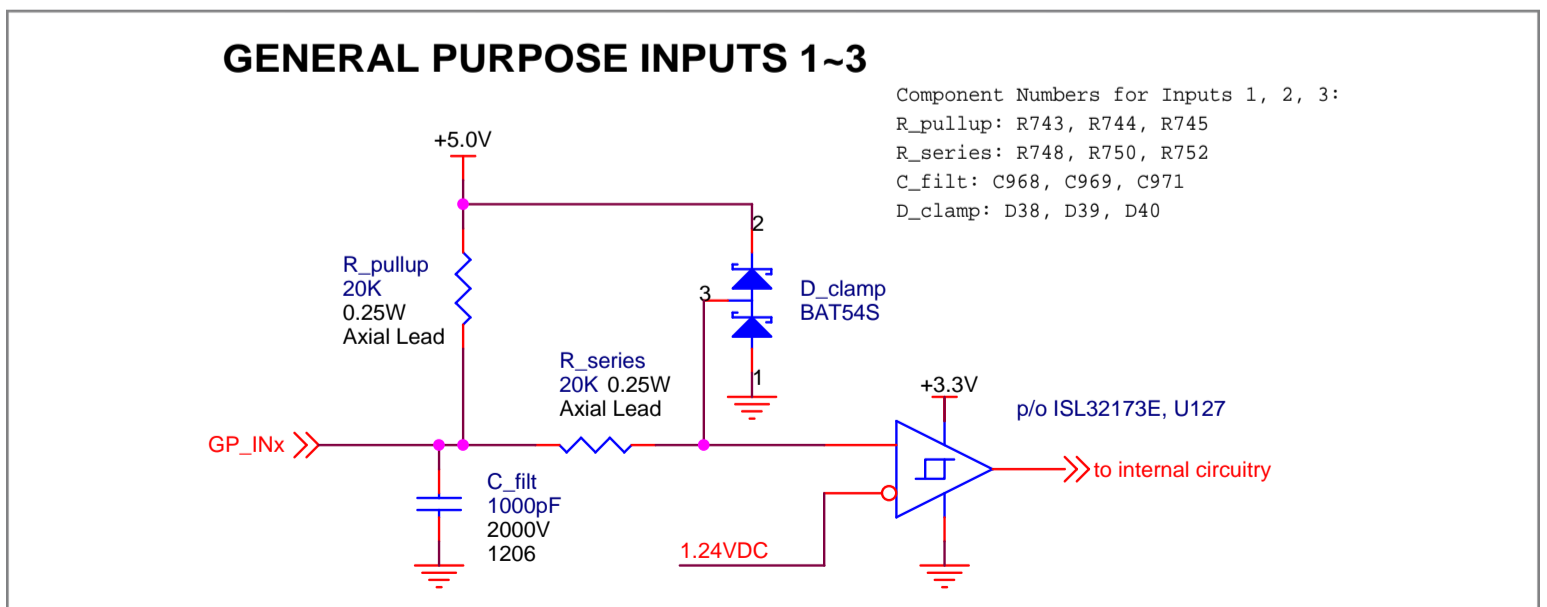 GENERAL PURPOSE INPUTS 1~3
Component Numbers for Inputs 1, 2, 3:
R_pullup: R743, R744, R745
R_series: R748, R750, R752
C_filt: C968, C969, C971
D_clamp: D38, D39, D40
+5.0V
2
R_pullup
20K
0.25W
Axial Lead
3
D_clamp
BAT54S
1
R_series
20K 0.25W
Axial Lead
+3.3V
p/o ISL32173E, U127
GP_INx
to internal circuitry
C_filt
1000pF
2000V
1206
1.24VDC